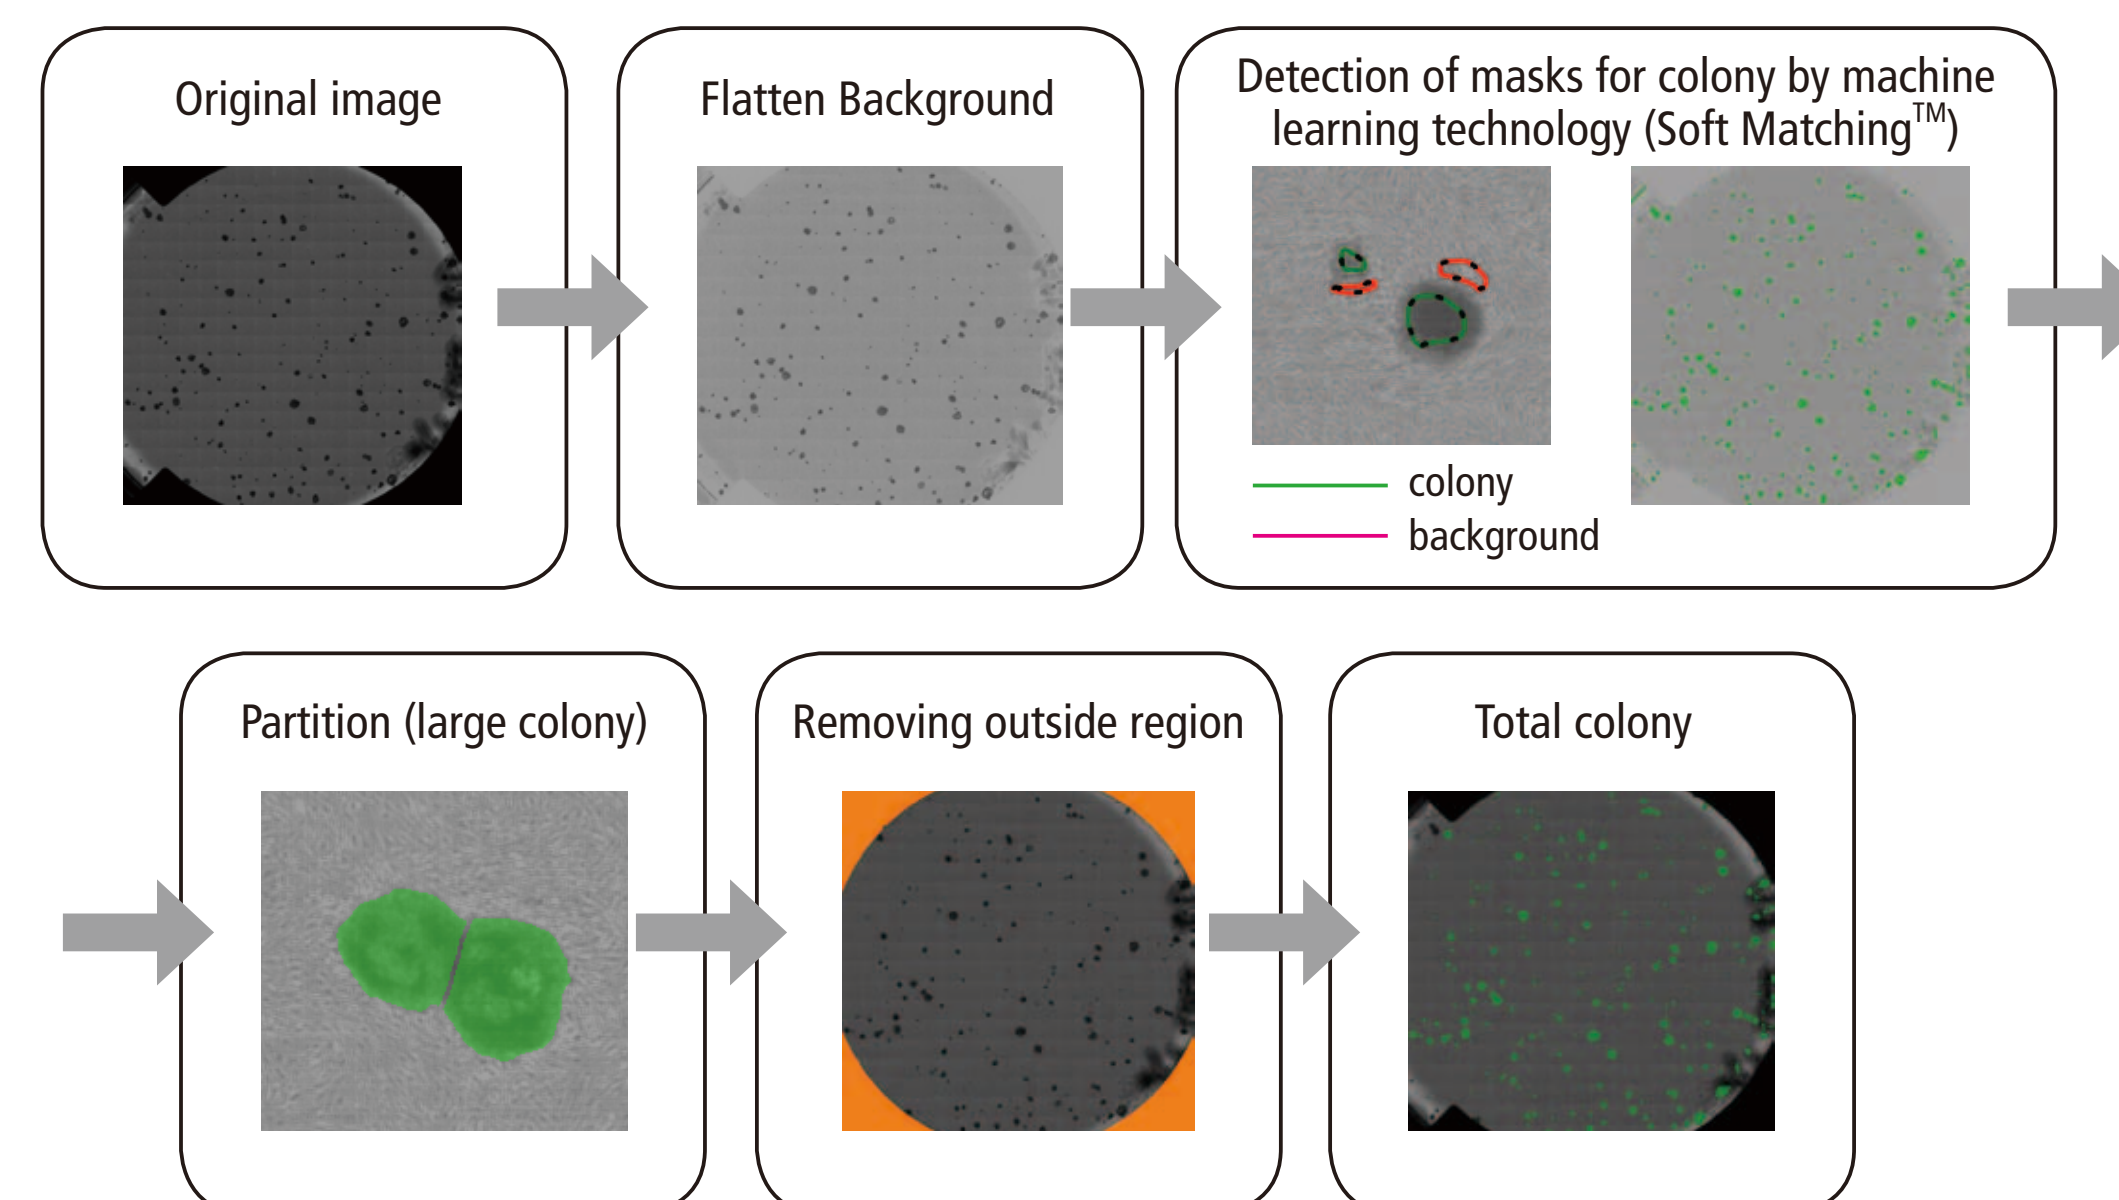 Original image
Flatten Background
Detection of masks for colony by machine
learning technology (Soft Matching™)
colony
background
Partition (large colony)
Removing outside region
Total colony